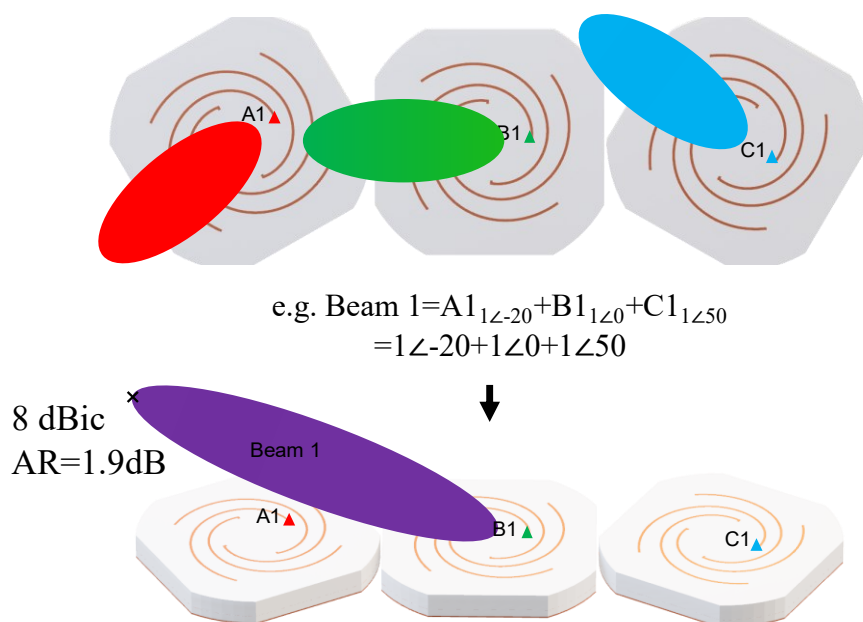 A1
B1
C1
e.g. Beam 1=A1₁∠₋₂₀+B1₁∠₀+C1₁∠₅₀
=1∠-20+1∠0+1∠50
8 dBic
AR=1.9dB
Beam 1
A1
B1
C1